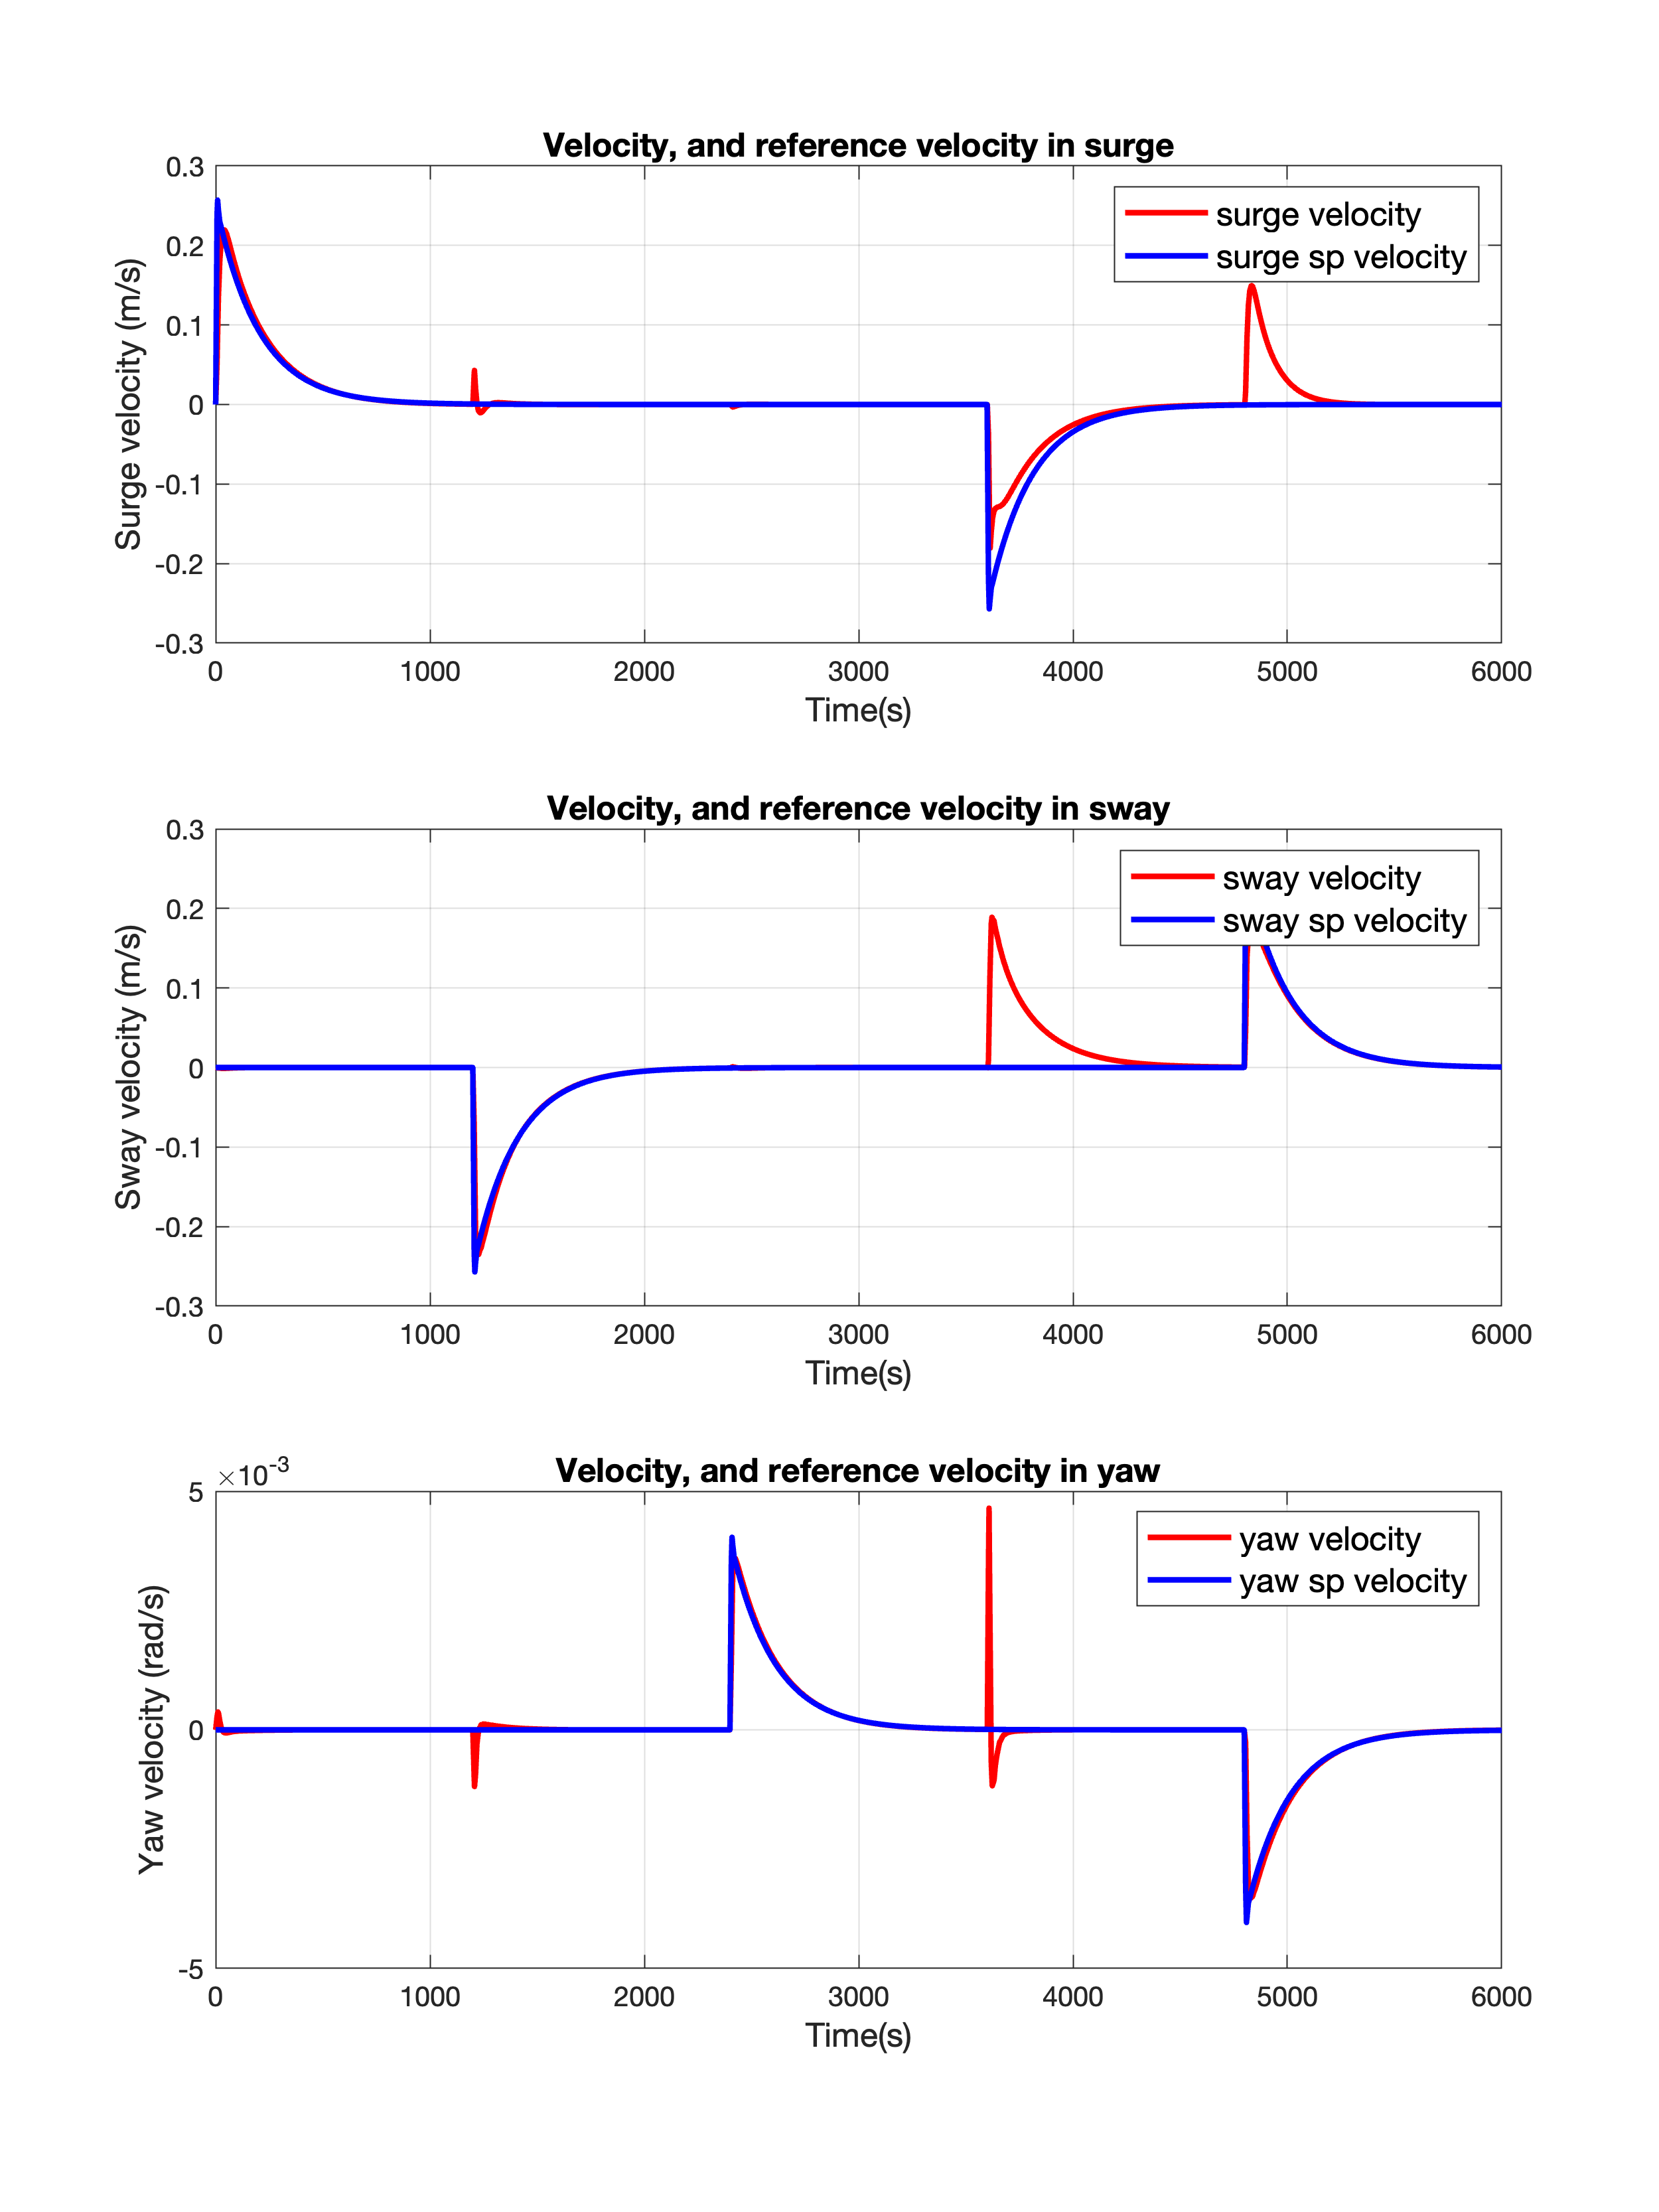 Velocity, and reference velocity in surge
0.3
0.2
0.1
0
-0.1
-0.2
-0.3
Surge velocity (m/s)
surge velocity
surge sp velocity
0 1000 2000 3000 4000 5000 6000
Time(s)
Velocity, and reference velocity in sway
0.3
0.2
0.1
0
-0.1
-0.2
-0.3
Sway velocity (m/s)
sway velocity
sway sp velocity
0 1000 2000 3000 4000 5000 6000
Time(s)
Velocity, and reference velocity in yaw
×10⁻³
5
0
-5
Yaw velocity (rad/s)
yaw velocity
yaw sp velocity
0 1000 2000 3000 4000 5000 6000
Time(s)